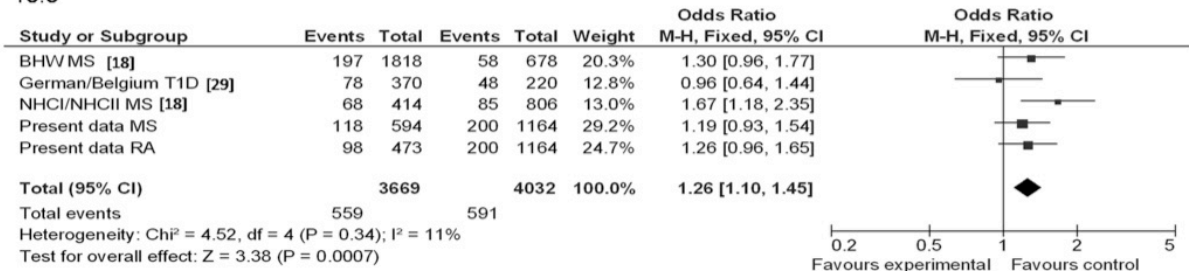 Odds Ratio Odds Ratio
Study or Subgroup Events Total Events Total Weight M-H, Fixed, 95% CI M-H, Fixed, 95% CI
BHW MS [18] 197 1818 58 678 20.3% 1.30 [0.96, 1.77]
German/Belgium T1D [29] 78 370 48 220 12.8% 0.96 [0.64, 1.44]
NHCI/NHCII MS [18] 68 414 85 806 13.0% 1.67 [1.18, 2.35]
Present data MS 118 594 200 1164 29.2% 1.19 [0.93, 1.54]
Present data RA 98 473 200 1164 24.7% 1.26 [0.96, 1.65]
Total (95% CI) 3669 4032 100.0% 1.26 [1.10, 1.45]
Total events 559 591
Heterogeneity: Chi² = 4.52, df = 4 (P = 0.34); I² = 11%
Test for overall effect: Z = 3.38 (P = 0.0007)
0.2 0.5 1 2 5
Favours experimental Favours control